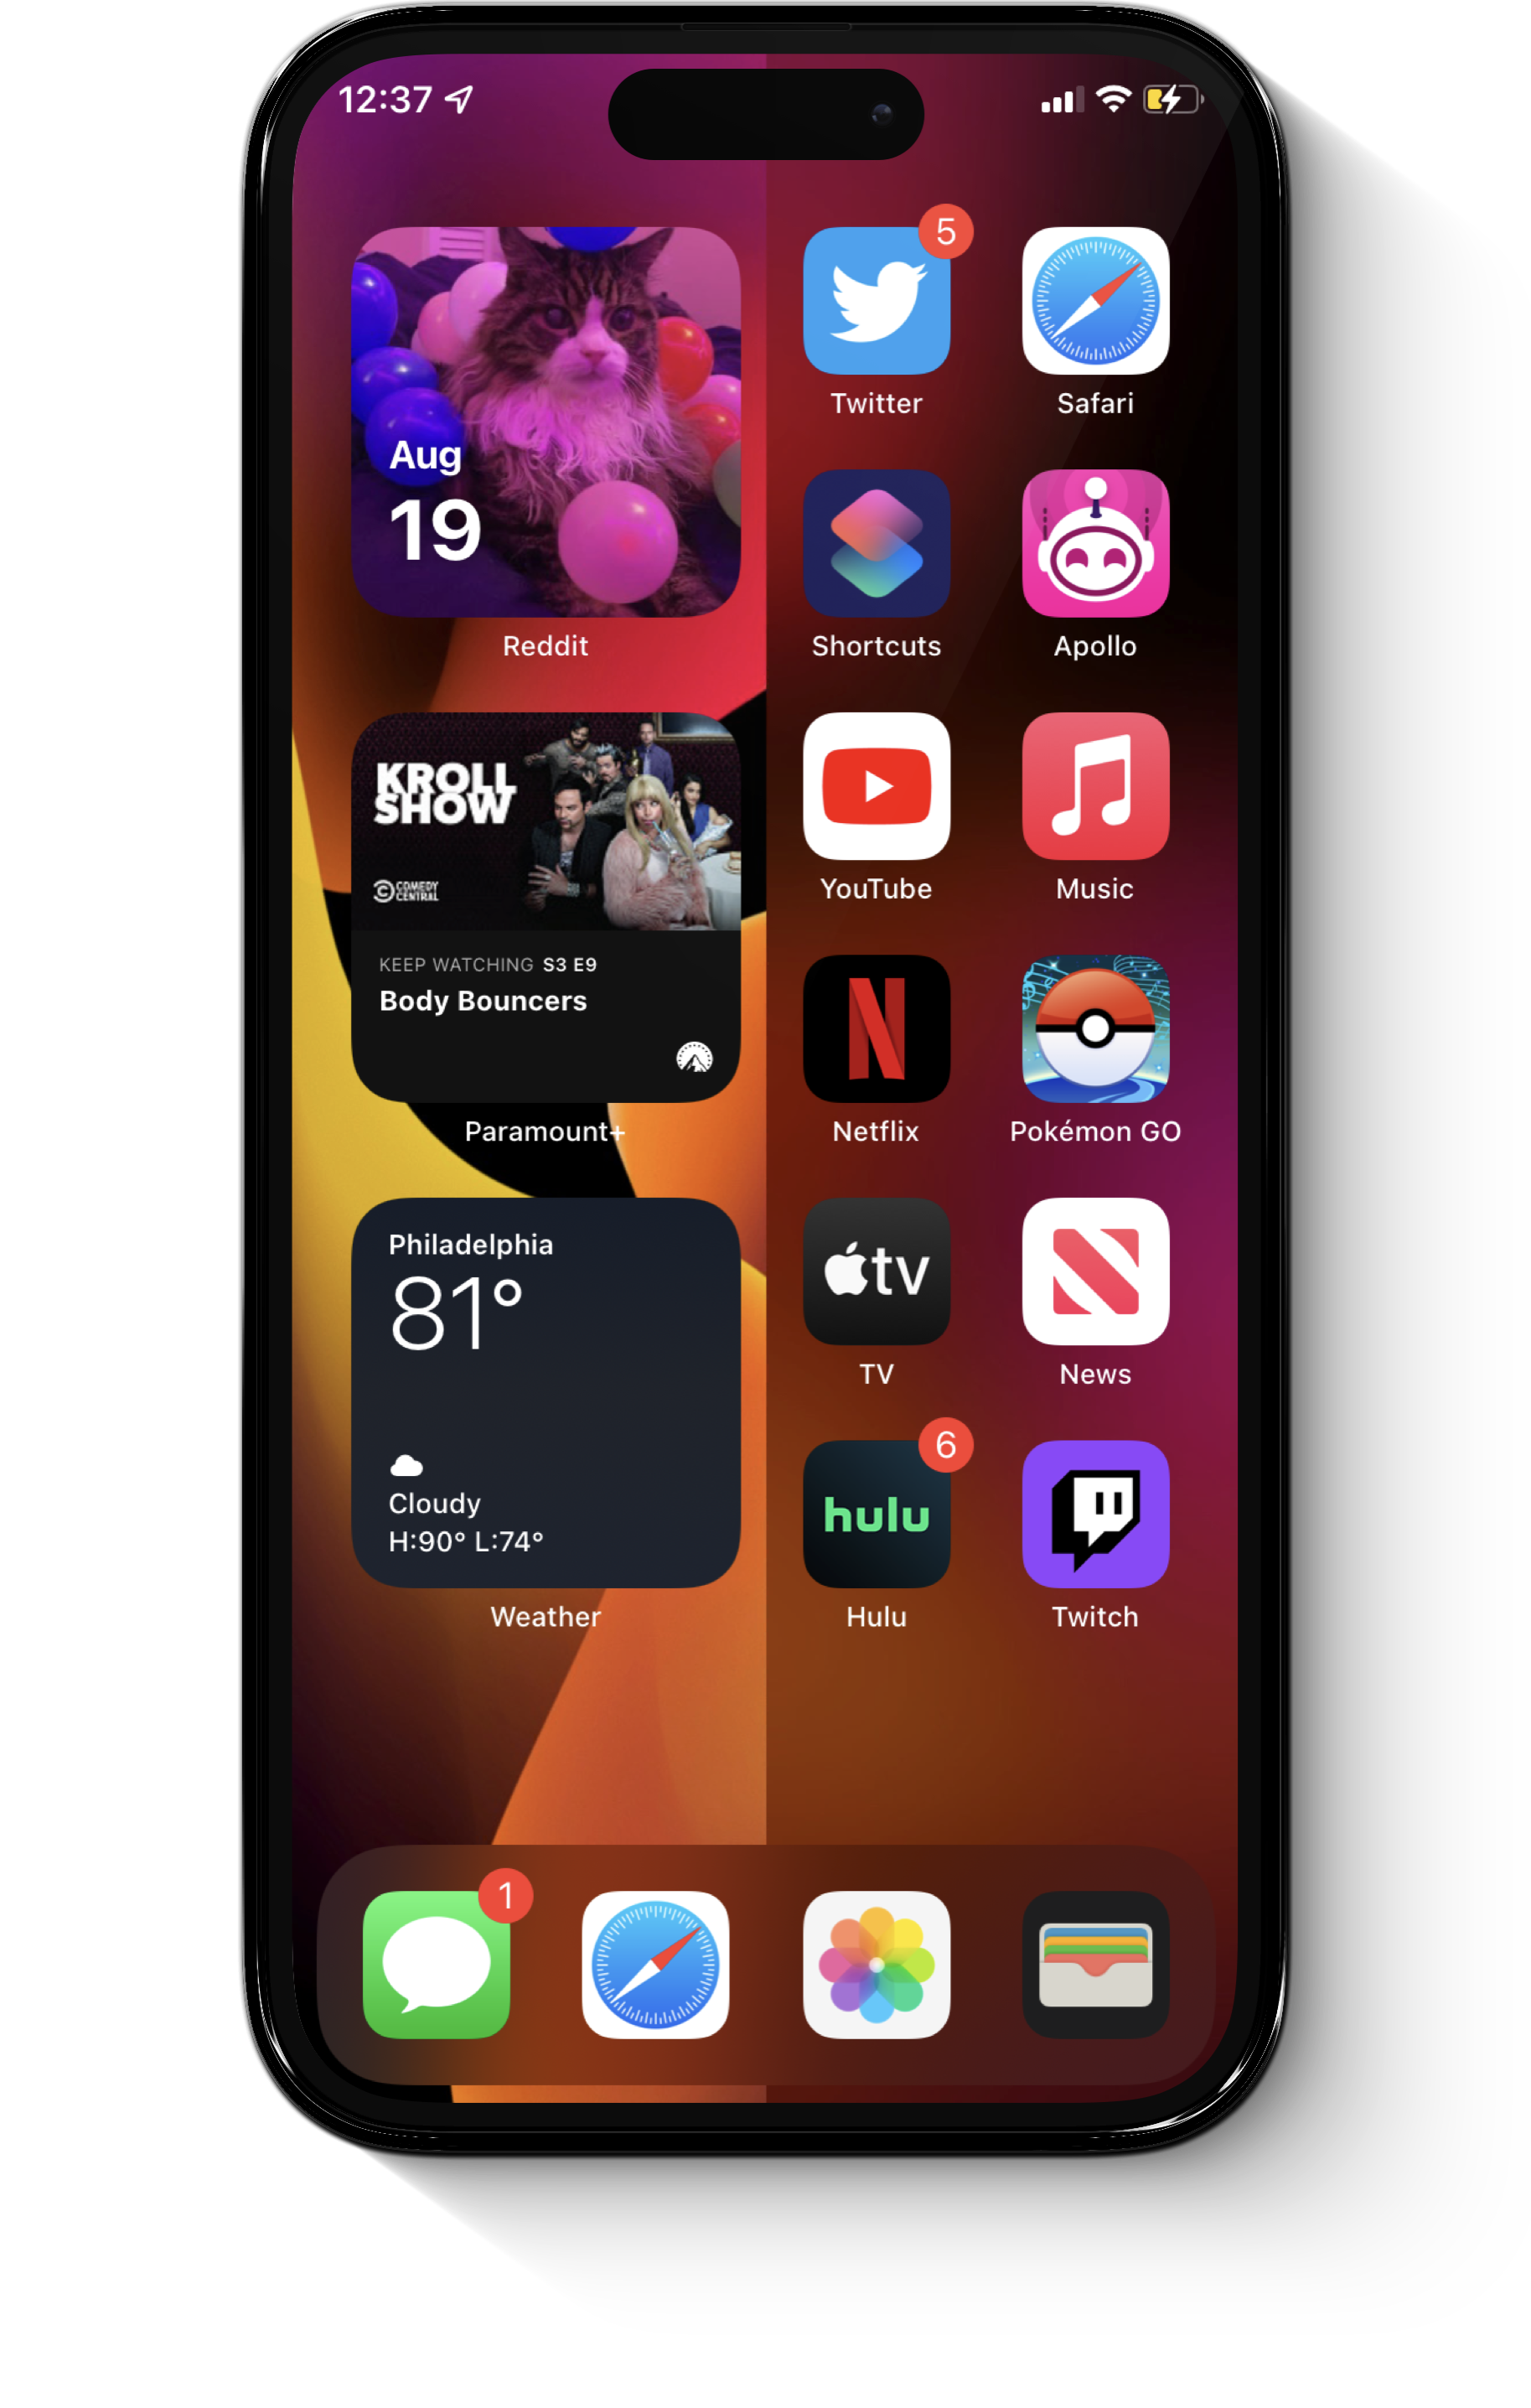 12:37
5
Aug
19
Twitter
Safari
Reddit
Shortcuts
Apollo
KROLL
SHOW
COMEDY
CENTRAL
KEEP WATCHING S3 E9
Body Bouncers
YouTube
Music
Paramount+
Netflix
Pokémon GO
Philadelphia
81°
Cloudy
H:90° L:74°
Weather
tv
TV
News
6
hulu
Hulu
Twitch
1